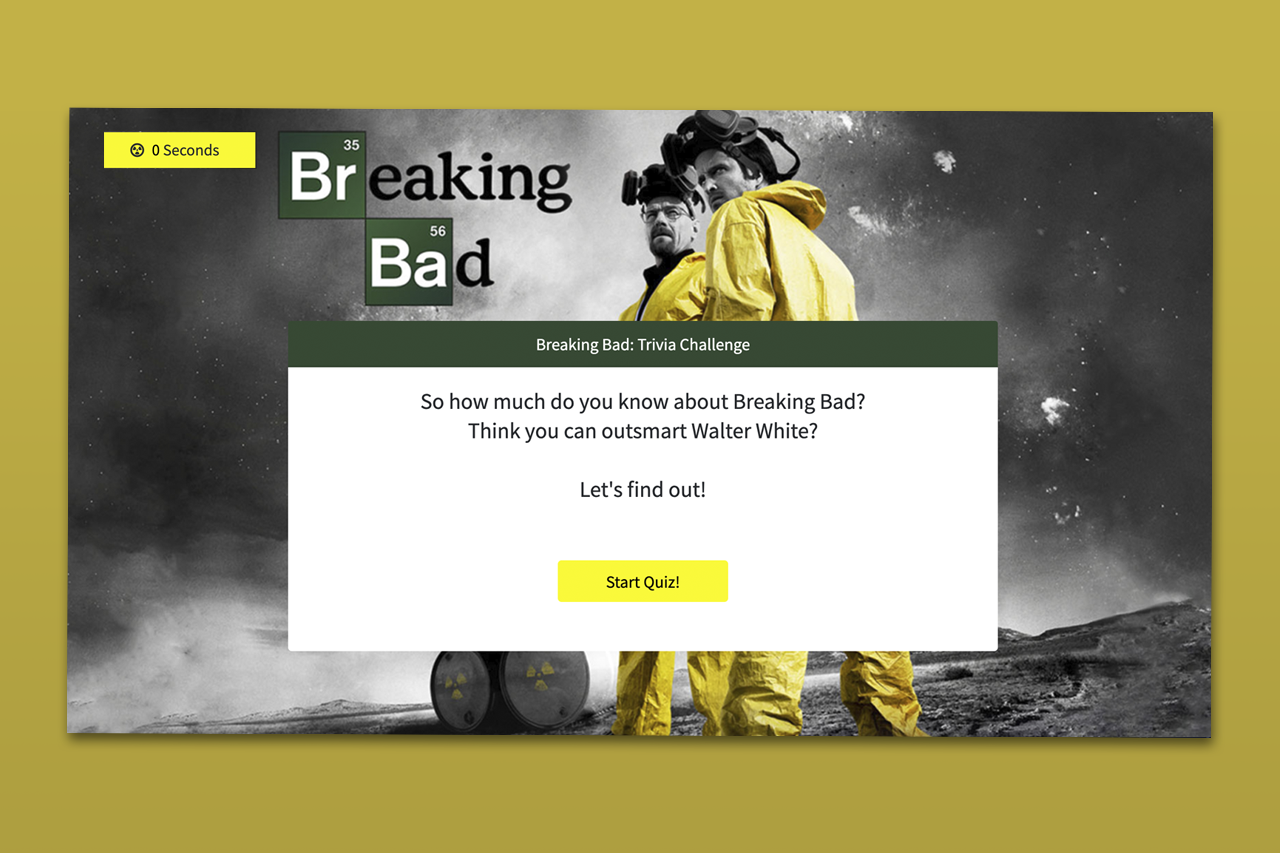 0 Seconds
35
Breaking
56
Bad
Breaking Bad: Trivia Challenge
So how much do you know about Breaking Bad?
Think you can outsmart Walter White?
Let's find out!
Start Quiz!